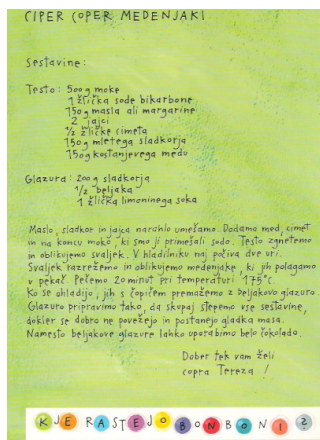 CIPER COPER MEDENJAKI
Sestavine:
Testo: 500g moke
1 žlička sode bikarbone
150g masla ali margarine
2 jajci
1/2 žličke cimeta
150g mletega sladkorja
150g kostanjevega medu
Glazura: 200g sladkorja
1/2 beljaka
1 žlička limoninega soka
Maslo, sladkor in jajca narahlo umešamo. Dodamo med, cimet
in na koncu moko, ki smo ji primešali sodo. Testo zgnetemo
in oblikujemo svaljek. V hladilniku naj počiva dve uri.
Svaljek razrežemo in oblikujemo medenjake, ki jih polagamo
v pekač. Pečemo 20 minut pri temperaturi 175°c.
Ko se ohladijo, jih s čopičem premažemo z beljakovo glazuro.
Glazuro pripravimo tako, da skupaj stepemo vse sestavine,
dokler se dobro ne povežejo in postanejo gladka masa.
Namesto beljakove glazure lahko uporabimo belo čokolado.
Dober tek vam želi
copra Tereza!
KJE RASTEJO BONBONI?